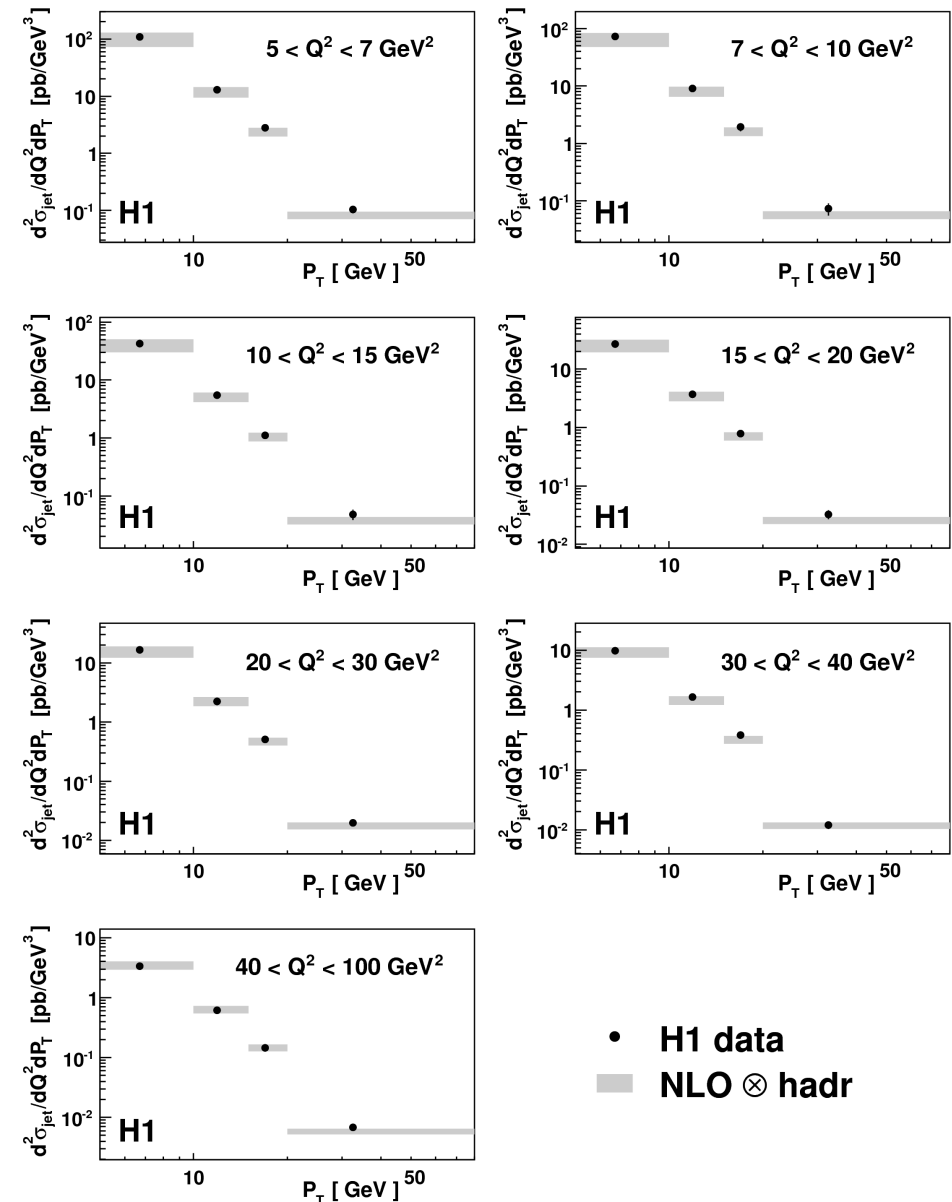 d²σ_jet/dQ²dP_T [pb/GeV³]
10²
10
1
10⁻¹
5 < Q² < 7 GeV²
H1
10
50
P_T [ GeV ]
d²σ_jet/dQ²dP_T [pb/GeV³]
10²
10
1
10⁻¹
7 < Q² < 10 GeV²
H1
10
50
P_T [ GeV ]
d²σ_jet/dQ²dP_T [pb/GeV³]
10²
10
1
10⁻¹
10 < Q² < 15 GeV²
H1
10
50
P_T [ GeV ]
d²σ_jet/dQ²dP_T [pb/GeV³]
10
1
10⁻¹
10⁻²
15 < Q² < 20 GeV²
H1
10
50
P_T [ GeV ]
d²σ_jet/dQ²dP_T [pb/GeV³]
10
1
10⁻¹
10⁻²
20 < Q² < 30 GeV²
H1
10
50
P_T [ GeV ]
d²σ_jet/dQ²dP_T [pb/GeV³]
10
1
10⁻¹
10⁻²
30 < Q² < 40 GeV²
H1
10
50
P_T [ GeV ]
d²σ_jet/dQ²dP_T [pb/GeV³]
10
1
10⁻¹
10⁻²
40 < Q² < 100 GeV²
H1
10
50
P_T [ GeV ]
H1 data
NLO ⊗ hadr